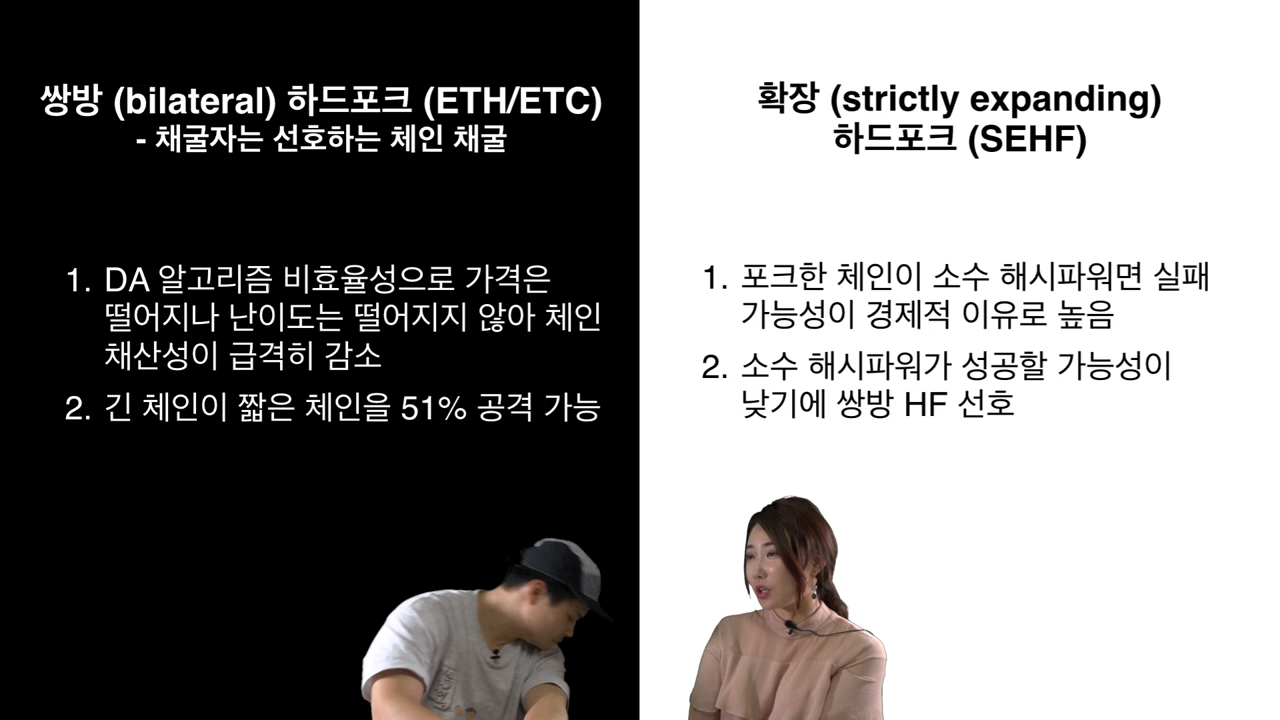 쌍방 (bilateral) 하드포크 (ETH/ETC)
- 채굴자는 선호하는 체인 채굴
1. DA 알고리즘 비효율성으로 가격은
떨어지나 난이도는 떨어지지 않아 체인
채산성이 급격히 감소
2. 긴 체인이 짧은 체인을 51% 공격 가능
확장 (strictly expanding)
하드포크 (SEHF)
1. 포크한 체인이 소수 해시파워면 실패
가능성이 경제적 이유로 높음
2. 소수 해시파워가 성공할 가능성이
낮기에 쌍방 HF 선호